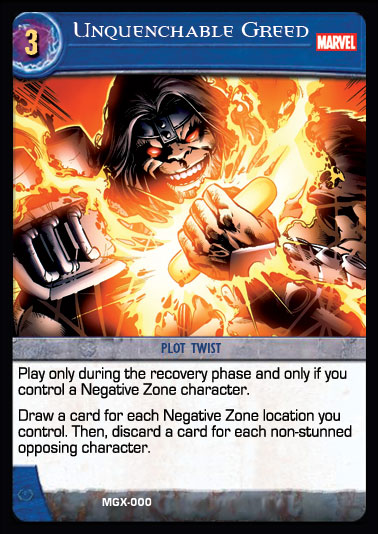 3
UNQUENCHABLE GREED
MARVEL
PLOT TWIST
Play only during the recovery phase and only if you
control a Negative Zone character.
Draw a card for each Negative Zone location you
control. Then, discard a card for each non-stunned
opposing character.
MGX-000